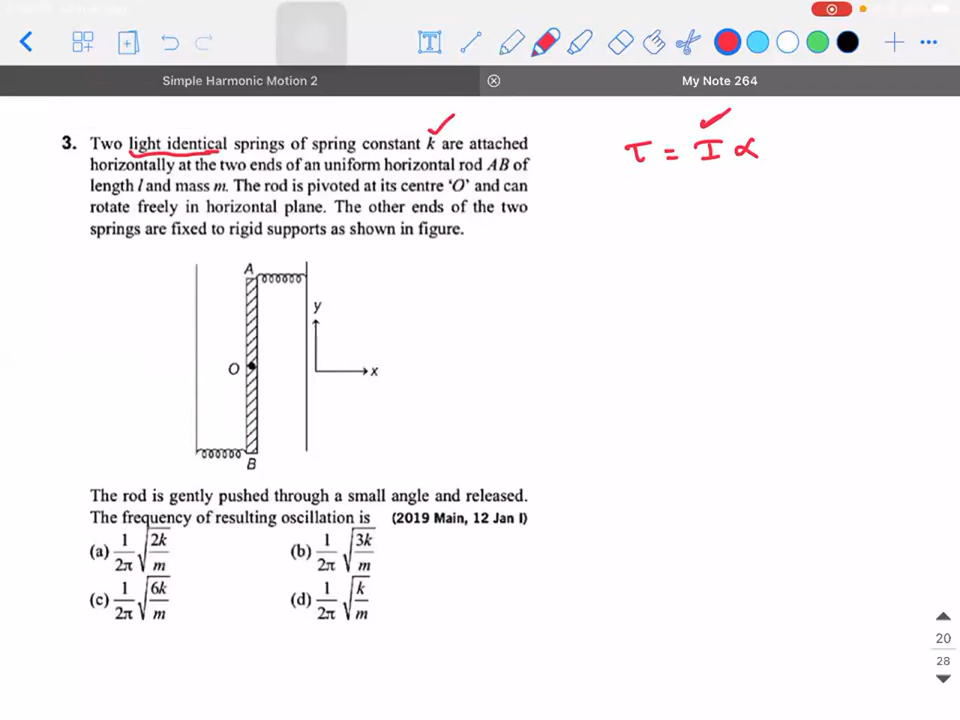 Simple Harmonic Motion 2
My Note 264
3. Two light identical springs of spring constant k are attached
horizontally at the two ends of an uniform horizontal rod AB of
length l and mass m. The rod is pivoted at its centre ‘O’ and can
rotate freely in horizontal plane. The other ends of the two
springs are fixed to rigid supports as shown in figure.
τ = I α
A
y
O
x
B
The rod is gently pushed through a small angle and released.
The frequency of resulting oscillation is (2019 Main, 12 Jan I)
(a) 1/2π √(2k/m) (b) 1/2π √(3k/m)
(c) 1/2π √(6k/m) (d) 1/2π √(k/m)
20
28